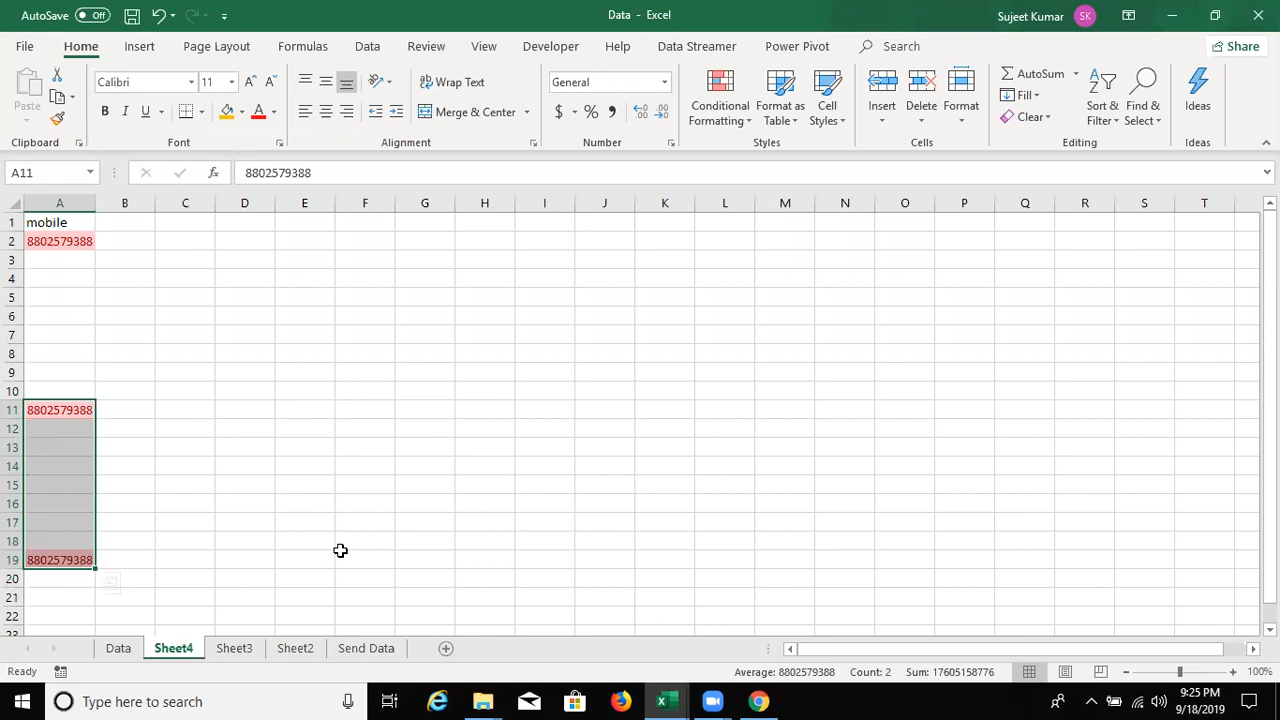 AutoSave Off Data - Excel Sujeet Kumar SK
File Home Insert Page Layout Formulas Data Review View Developer Help Data Streamer Power Pivot Search Share
Paste Calibri 11 Wrap Text General Conditional Formatting Format as Table Cell Styles Insert Delete Format AutoSum Fill Clear Sort & Filter Find & Select Ideas
B I U A Merge & Center $ %
Clipboard Font Alignment Number Styles Cells Editing Ideas
A11 fx 8802579388
A B C D E F G H I J K L M N O P Q R S T
1 mobile
2 8802579388
3
4
5
6
7
8
9
10
11 8802579388
12
13
14
15
16
17
18
19 8802579388
20
21
22
23
Data Sheet4 Sheet3 Sheet2 Send Data
Ready Average: 8802579388 Count: 2 Sum: 17605158776 100%
Type here to search 9:25 PM
9/18/2019